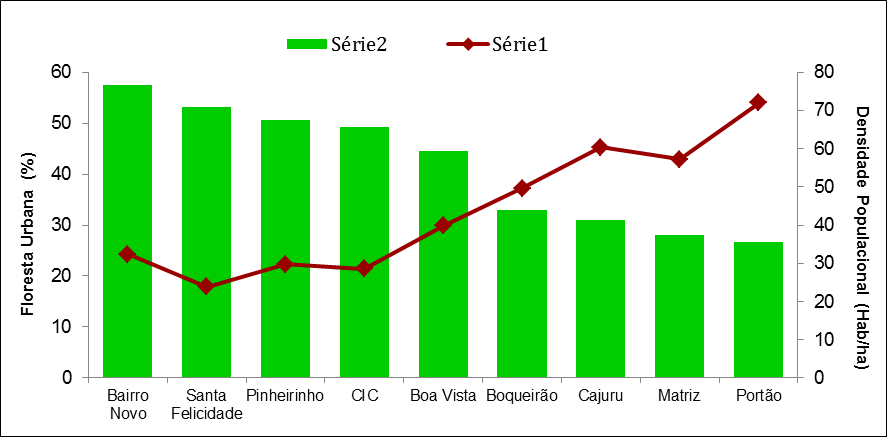 Série2 Série1
60
50
40
30
20
10
0
Floresta Urbana (%)
80
70
60
50
40
30
20
10
0
Densidade Populacional (Hab/ha)
Bairro Novo
Santa Felicidade
Pinheirinho
CIC
Boa Vista
Boqueirão
Cajuru
Matriz
Portão